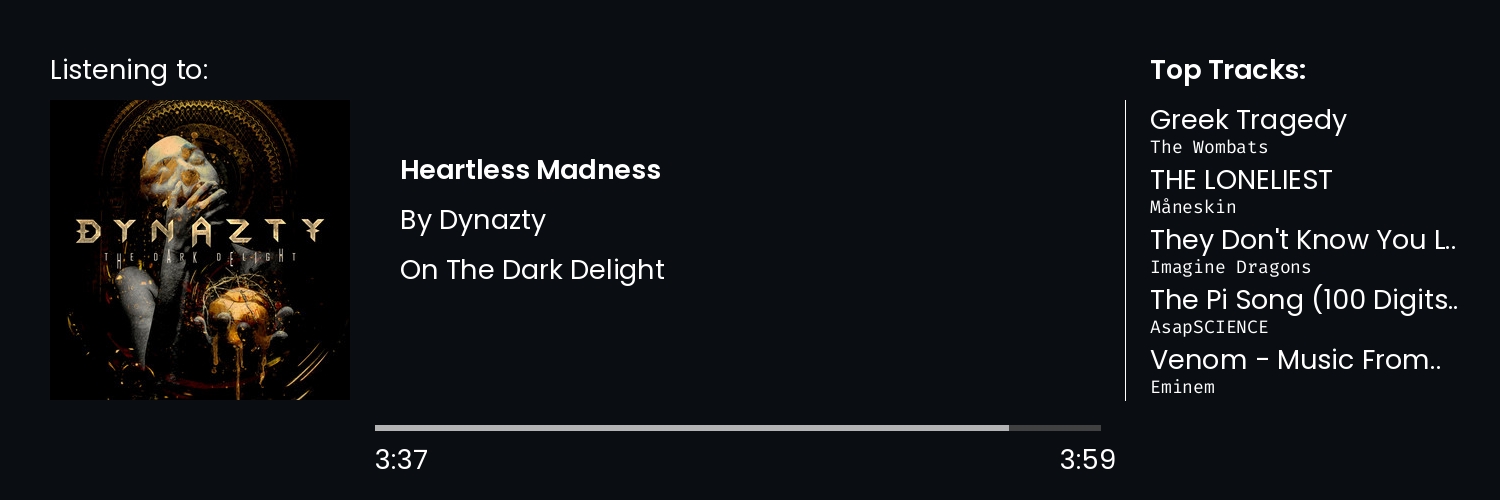 Listening to:
DYNAZTY
THE DARK DELIGHT
Heartless Madness
By Dynazty
On The Dark Delight
3:37
3:59
Top Tracks:
Greek Tragedy
The Wombats
THE LONELIEST
Måneskin
They Don't Know You L..
Imagine Dragons
The Pi Song (100 Digits..
AsapSCIENCE
Venom - Music From..
Eminem